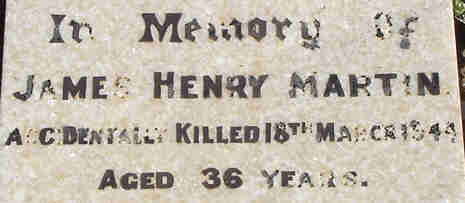 In Memory Of
JAMES HENRY MARTIN
ACCIDENTALLY KILLED 18TH MARCH 1944
AGED 36 YEARS.